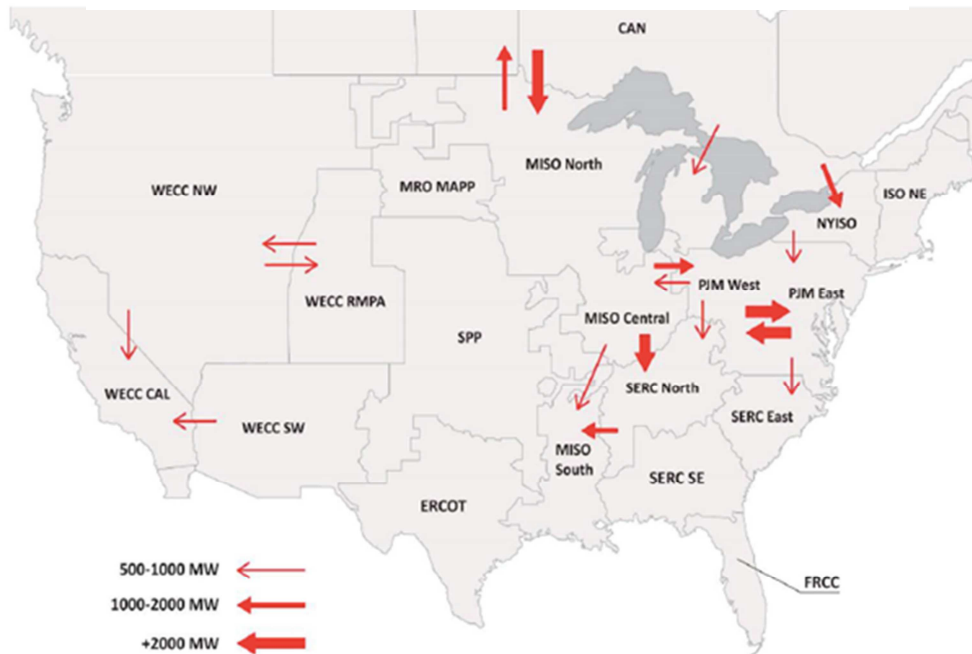 CAN
MISO North
WECC NW
MRO MAPP
ISO NE
NYISO
WECC RMPA
PJM West
PJM East
MISO Central
SPP
WECC CAL
SERC North
SERC East
WECC SW
MISO
South
SERC SE
ERCOT
FRCC
500-1000 MW
1000-2000 MW
+2000 MW